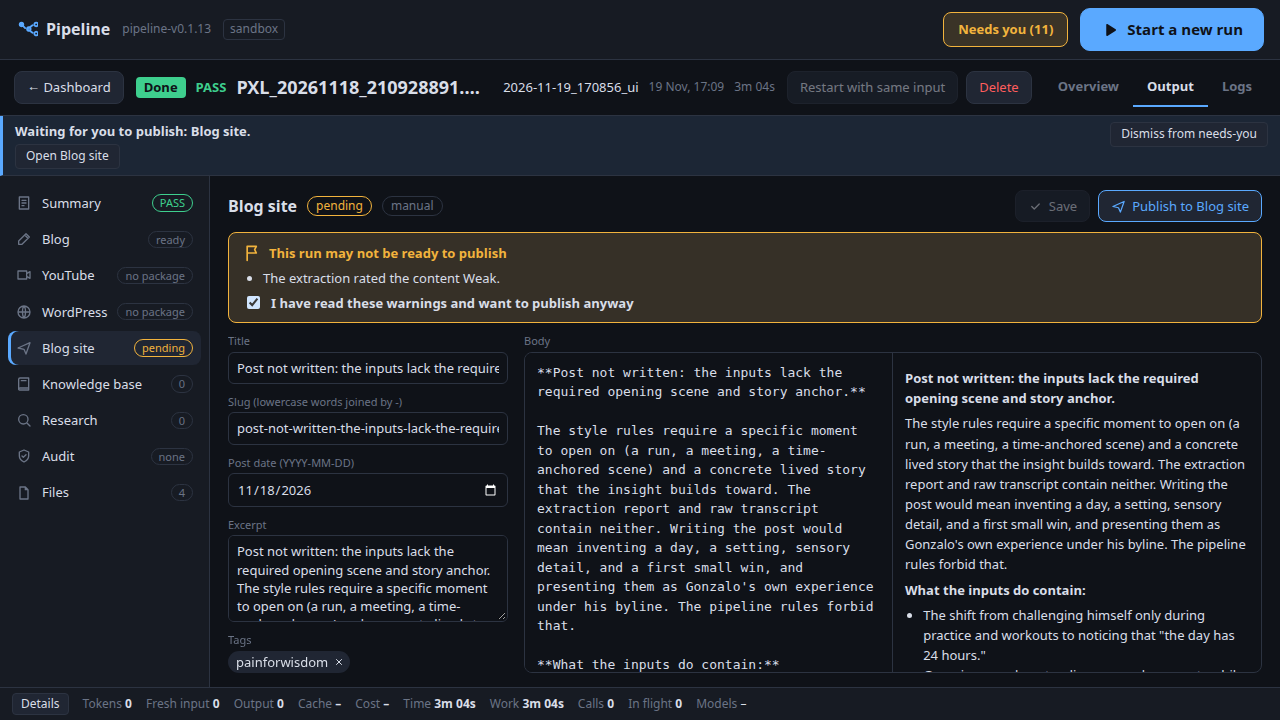 Pipeline pipeline-v0.1.13 sandbox Needs you (11) Start a new run
← Dashboard Done PASS PXL_20261118_210928891.... 2026-11-19_170856_ui 19 Nov, 17:09 3m 04s Restart with same input Delete Overview Output Logs
Waiting for you to publish: Blog site. Dismiss from needs-you
Open Blog site
Summary PASS
Blog ready
YouTube no package
WordPress no package
Blog site pending
Knowledge base 0
Research 0
Audit none
Files 4
Blog site pending manual Save Publish to Blog site
This run may not be ready to publish
• The extraction rated the content Weak.
I have read these warnings and want to publish anyway
Title
Post not written: the inputs lack the require
Slug (lowercase words joined by -)
post-not-written-the-inputs-lack-the-require
Post date (YYYY-MM-DD)
11/18/2026
Excerpt
Post not written: the inputs lack the
required opening scene and story anchor.
The style rules require a specific moment
to open on (a run, a meeting, a time-
Tags
painforwisdom ×
Body
**Post not written: the inputs lack the
required opening scene and story anchor.**
The style rules require a specific moment
to open on (a run, a meeting, a time-
anchored scene) and a concrete lived story
that the insight builds toward. The
extraction report and raw transcript
contain neither. Writing the post would
mean inventing a day, a setting, sensory
detail, and a first small win, and
presenting them as Gonzalo's own experience
under his byline. The pipeline rules forbid
that.
**What the inputs do contain:**
Post not written: the inputs lack the required
opening scene and story anchor.
The style rules require a specific moment to open on (a
run, a meeting, a time-anchored scene) and a concrete
lived story that the insight builds toward. The extraction
report and raw transcript contain neither. Writing the
post would mean inventing a day, a setting, sensory
detail, and a first small win, and presenting them as
Gonzalo's own experience under his byline. The pipeline
rules forbid that.
What the inputs do contain:
• The shift from challenging himself only during
practice and workouts to noticing that "the day has
24 hours."
Details Tokens 0 Fresh input 0 Output 0 Cache – Cost – Time 3m 04s Work 3m 04s Calls 0 In flight 0 Models –